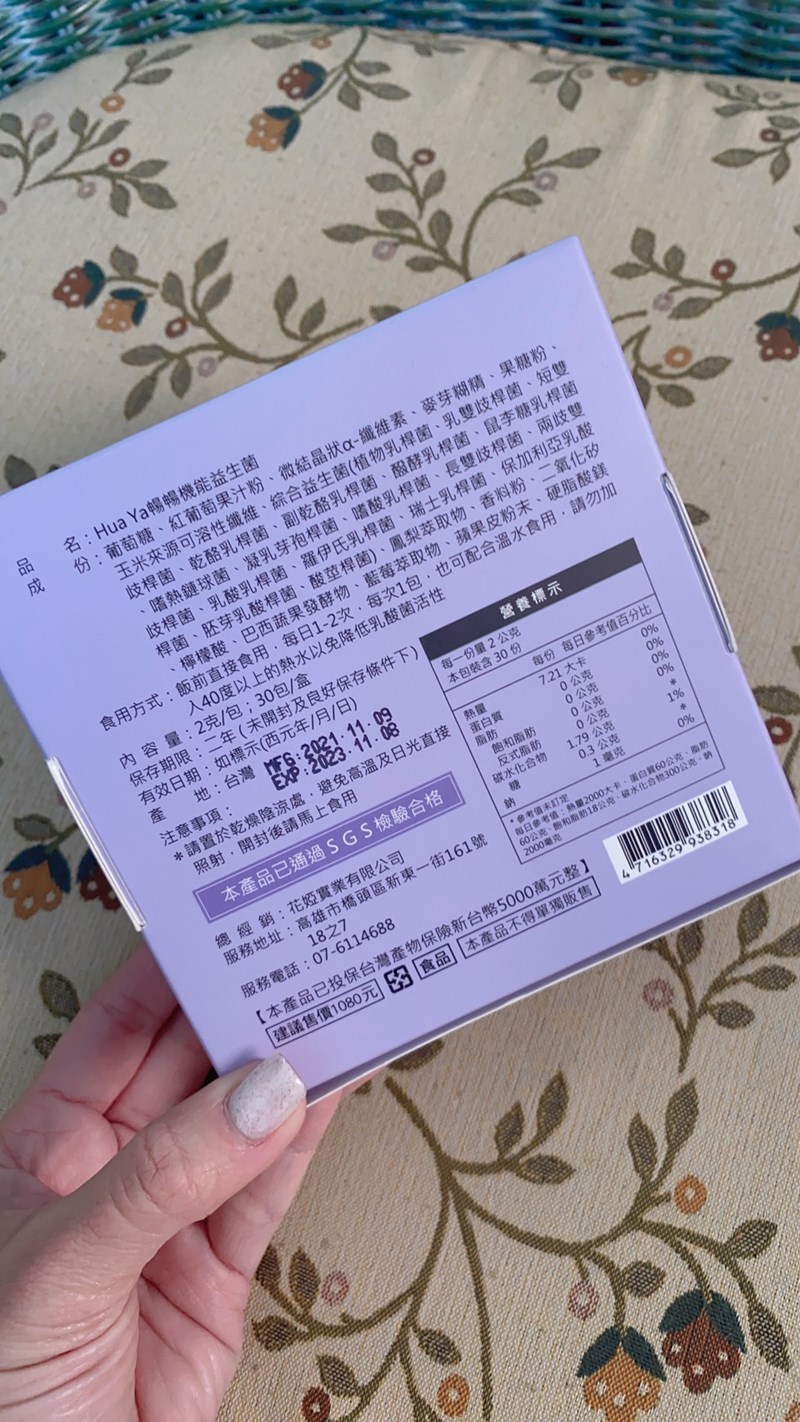 品　　名：Hua Ya暢暢機能益生菌
成　　份：葡萄糖、紅葡萄果汁粉、微結晶狀α-纖維素、麥芽糊精、果糖粉、
玉米來源可溶性纖維、綜合益生菌(植物乳桿菌、乳雙歧桿菌、短雙
歧桿菌、乾酪乳桿菌、副乾酪乳桿菌、醱酵乳桿菌、鼠李糖乳桿菌
、嗜熱鏈球菌、凝乳芽孢桿菌、嗜酸乳桿菌、長雙歧桿菌、兩歧雙
歧桿菌、乳酸乳桿菌、羅伊氏乳桿菌、瑞士乳桿菌、保加利亞乳酸
桿菌、胚芽乳酸桿菌、酸莖桿菌)、鳳梨萃取物、香料粉、二氧化矽
、檸檬酸、巴西蔬果發酵物、藍莓萃取物、蘋果皮粉末、硬脂酸鎂
食用方式：飯前直接食用，每日1-2次，每次1包，也可配合溫水食用，請勿加
入40度以上的熱水以免降低乳酸菌活性
內 容 量：2克/包；30包/盒
保存期限：二年(未開封及良好保存條件下)
有效日期：如標示(西元年/月/日)
產　　地：台灣
MFG:2021.11.09
EXP:2023.11.08
注意事項：
*請置於乾燥陰涼處，避免高溫及日光直接
照射，開封後請馬上食用
本產品已通過SGS檢驗合格
總 經 銷：花婭實業有限公司
服務地址：高雄市橋頭區新東一街161號
18之7
服務電話：07-6114688
【本產品已投保台灣產物保險新台幣5000萬元整】
建議售價1080元
食品
本產品不得單獨販售
營養標示
每一份量 2 公克
本包裝含 30 份
每份 每日參考值百分比
熱量 7.21 大卡 0%
蛋白質 0 公克 0%
脂肪 0 公克 0%
飽和脂肪 0 公克 0%
反式脂肪 0 公克 *
碳水化合物 1.79 公克 1%
糖 0.3 公克 *
鈉 1 毫克 0%
*參考值未訂定
每日參考值：熱量2000大卡、蛋白質60公克、脂肪
60公克、飽和脂肪18公克、碳水化合物300公克、鈉
2000毫克
4 716329 938318